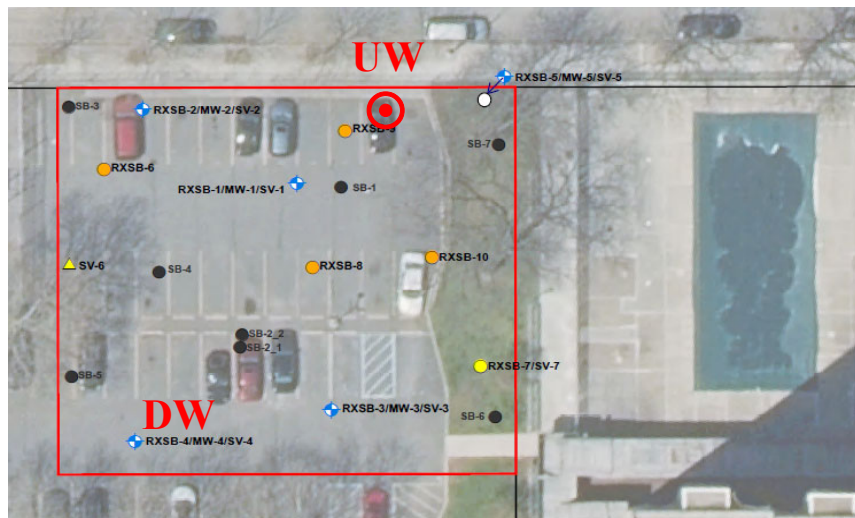 UW
RXSB-5/MW-5/SV-5
SB-3
RXSB-2/MW-2/SV-2
RXSB-9
SB-7
RXSB-6
RXSB-1/MW-1/SV-1
SB-1
SV-6
SB-4
RXSB-8
RXSB-10
SB-2_2
SB-2_1
RXSB-7/SV-7
SB-5
DW
RXSB-3/MW-3/SV-3
SB-6
RXSB-4/MW-4/SV-4